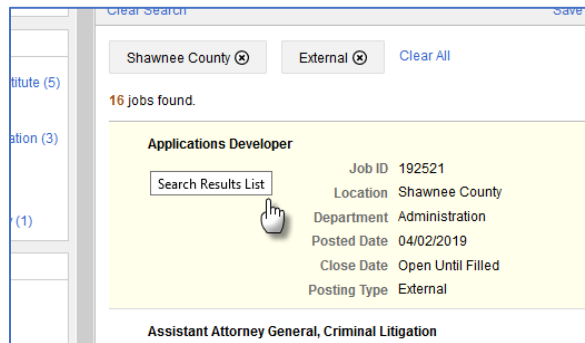 Clear Search Save
Shawnee County External Clear All
titute (5)
16 jobs found.
ation (3)
Applications Developer
Job ID 192521
Search Results List
Location Shawnee County
(1)
Department Administration
Posted Date 04/02/2019
Close Date Open Until Filled
Posting Type External
Assistant Attorney General, Criminal Litigation